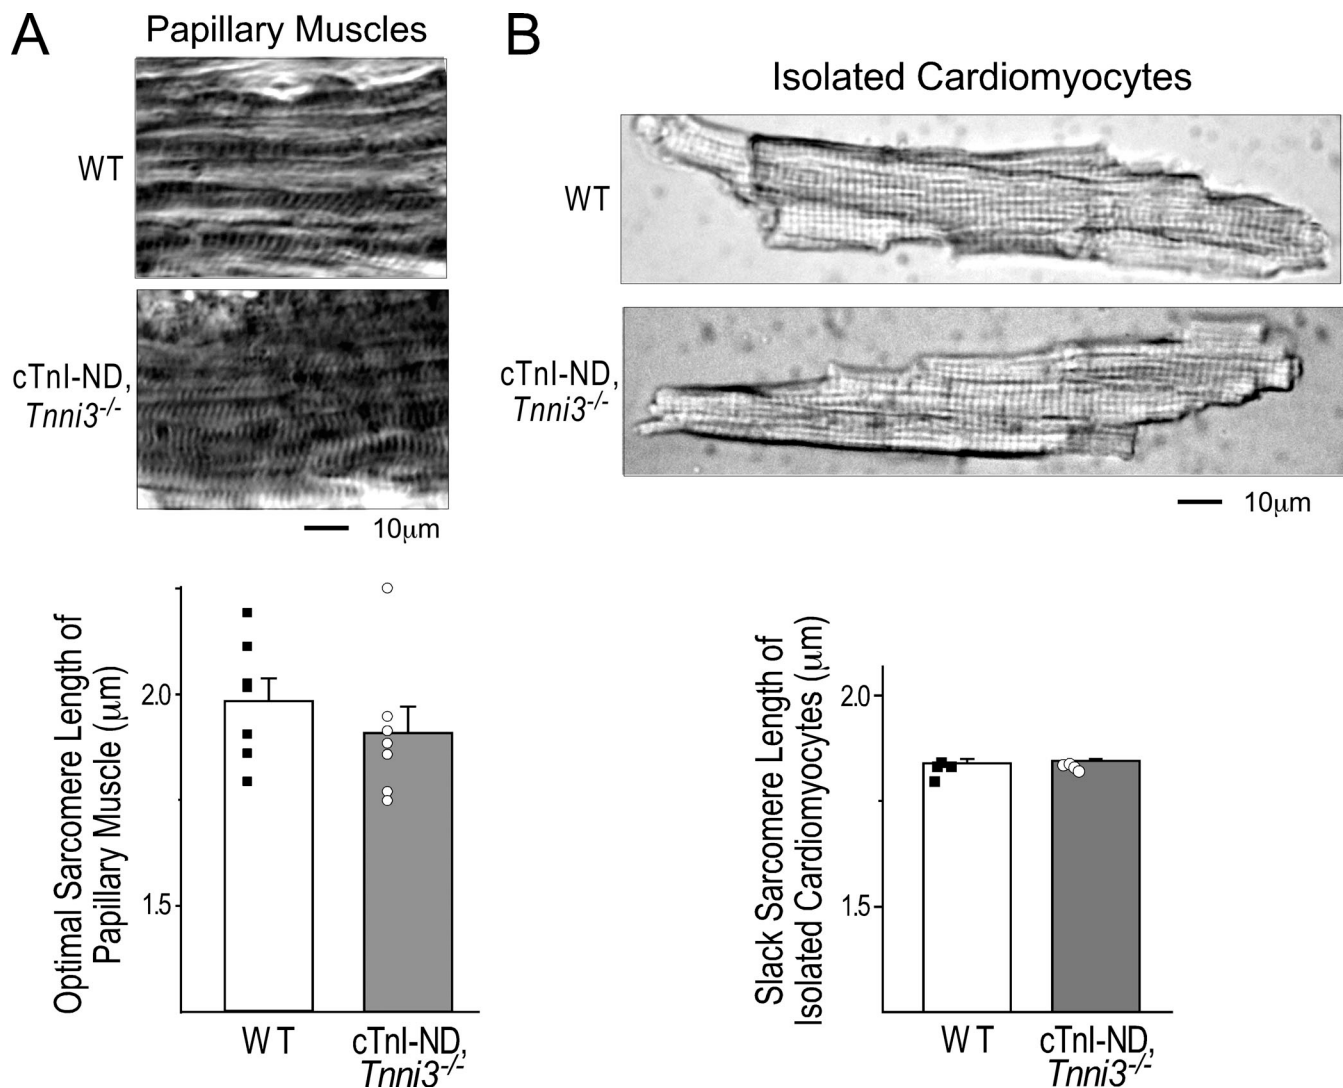 A
Papillary Muscles
WT
cTnI-ND,
Tnni3-/-
10μm
Optimal Sarcomere Length of
Papillary Muscle (μm)
2.0
1.5
WT
cTnI-ND,
Tnni3-/-
B
Isolated Cardiomyocytes
WT
cTnI-ND,
Tnni3-/-
10μm
Slack Sarcomere Length of
Isolated Cardiomyocytes (μm)
2.0
1.5
WT
cTnI-ND,
Tnni3-/-